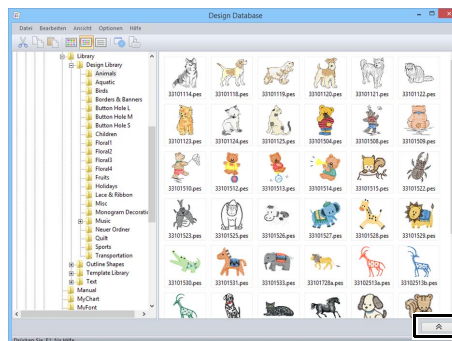 Design Database
Datei Bearbeiten Ansicht Optionen Hilfe
Library
Design Library
Animals
Aquatic
Birds
Borders & Banners
Button Hole L
Button Hole M
Button Hole S
Children
Floral1
Floral2
Floral3
Floral4
Fruits
Holidays
Lace & Ribbon
Misc
Monogram Decorati
Music
Neuer Ordner
Quilt
Sports
Transportation
Outline Shapes
Template Library
Text
Manual
MyChart
MyFont
33101114.pes 33101118.pes 33101119.pes 33101120.pes 33101121.pes 33101122.pes
33101123.pes 33101124.pes 33101125.pes 33101504.pes 33101508.pes 33101509.pes
33101510.pes 33101512.pes 33101513.pes 33101514.pes 33101515.pes 33101522.pes
33101523.pes 33101525.pes 33101526.pes 33101527.pes 33101528.pes 33101529.pes
33101530.pes 33101531.pes 33101533.pes 33101728a.pes 33102513a.pes 33102513b.pes
Drücken Sie F1 für Hilfe